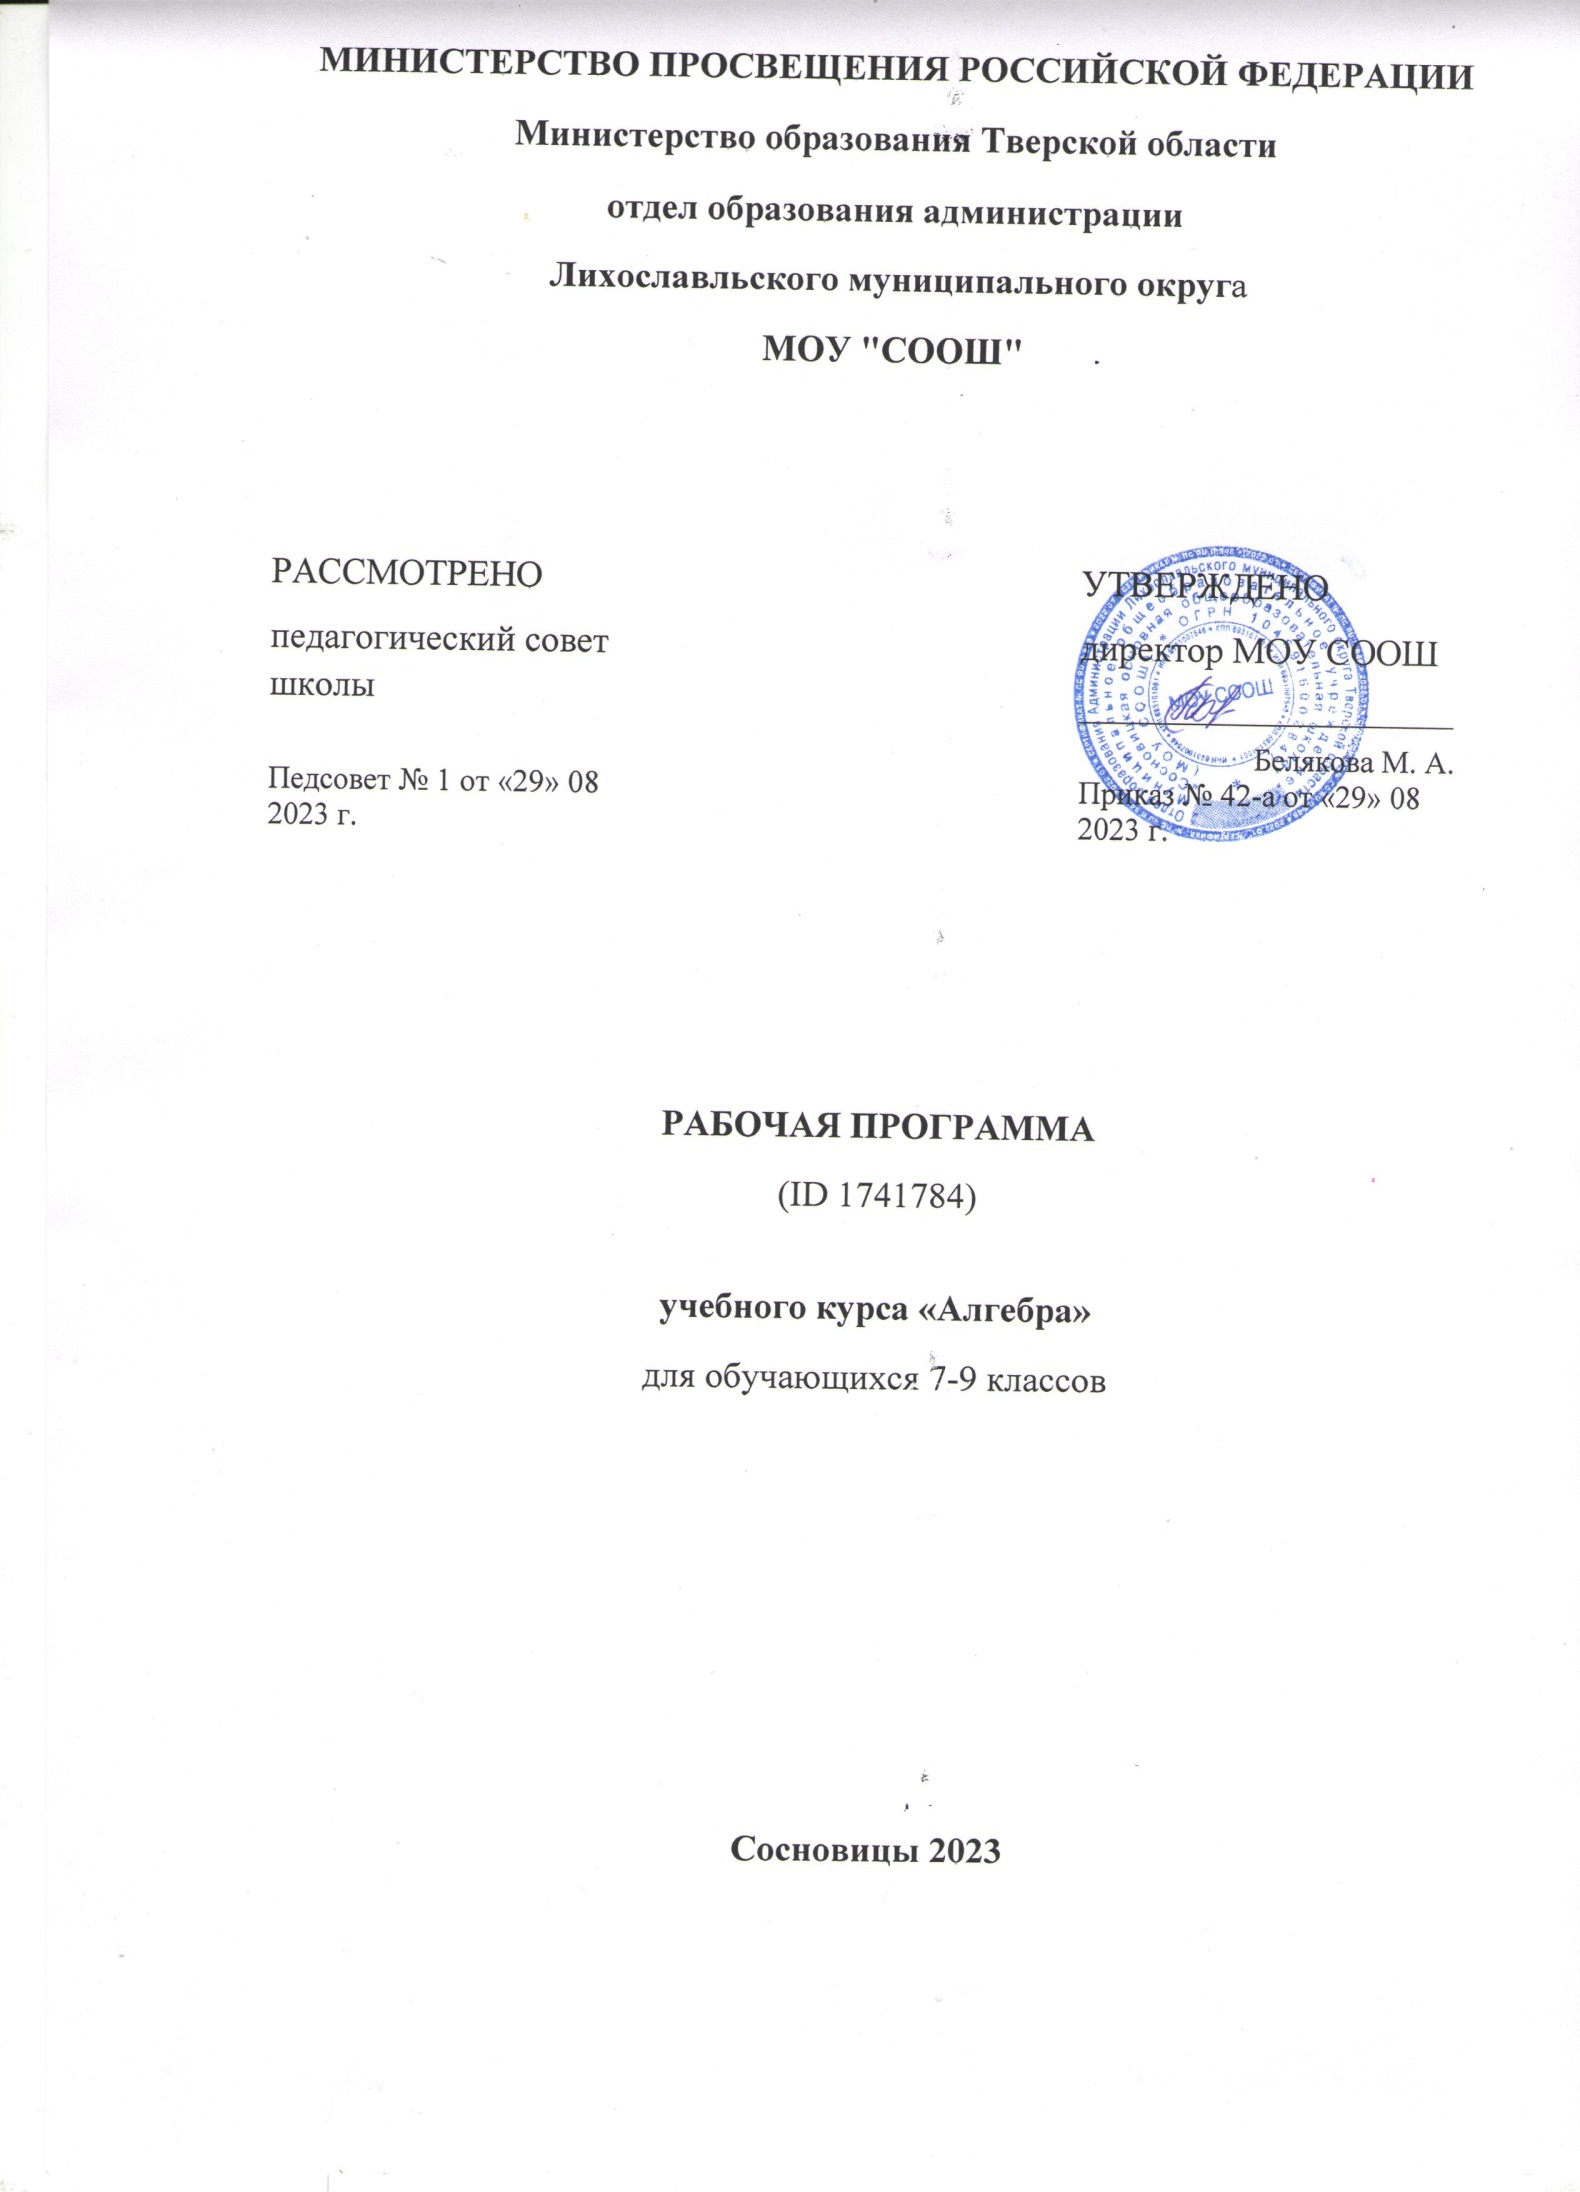 МИНИСТЕРСТВО ПРОСВЕЩЕНИЯ РОССИЙСКОЙ ФЕДЕРАЦИИ
Министерство образования Тверской области
отдел образования администрации
Лихославльского муниципального округа
МОУ "СООШ"
РАССМОТРЕНО
педагогический совет
школы
Педсовет № 1 от «29» 08
2023 г.
УТВЕРЖДЕНО
директор МОУ СООШ
МОУ СООШ
Белякова М. А.
Приказ № 42-а от «29» 08
2023 г.
РАБОЧАЯ ПРОГРАММА
(ID 1741784)
учебного курса «Алгебра»
для обучающихся 7-9 классов
Сосновицы 2023